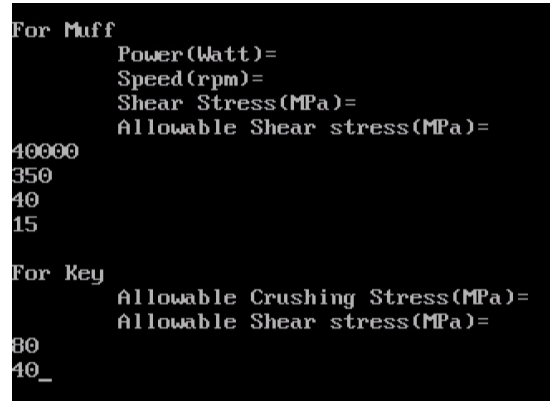 For Muff
Power(Watt)=
Speed(rpm)=
Shear Stress(MPa)=
Allowable Shear stress(MPa)=
40000
350
40
15
For Key
Allowable Crushing Stress(MPa)=
Allowable Shear stress(MPa)=
80
40_